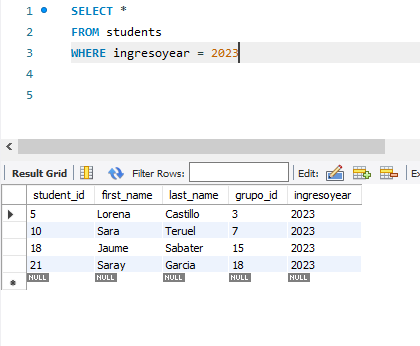 1 SELECT *
2 FROM students
3 WHERE ingresoyear = 2023
4
5
Result Grid Filter Rows: Edit: Ex
student_id first_name last_name grupo_id ingresoyear
5 Lorena Castillo 3 2023
10 Sara Teruel 7 2023
18 Jaume Sabater 15 2023
21 Saray Garcia 18 2023
NULL NULL NULL NULL NULL